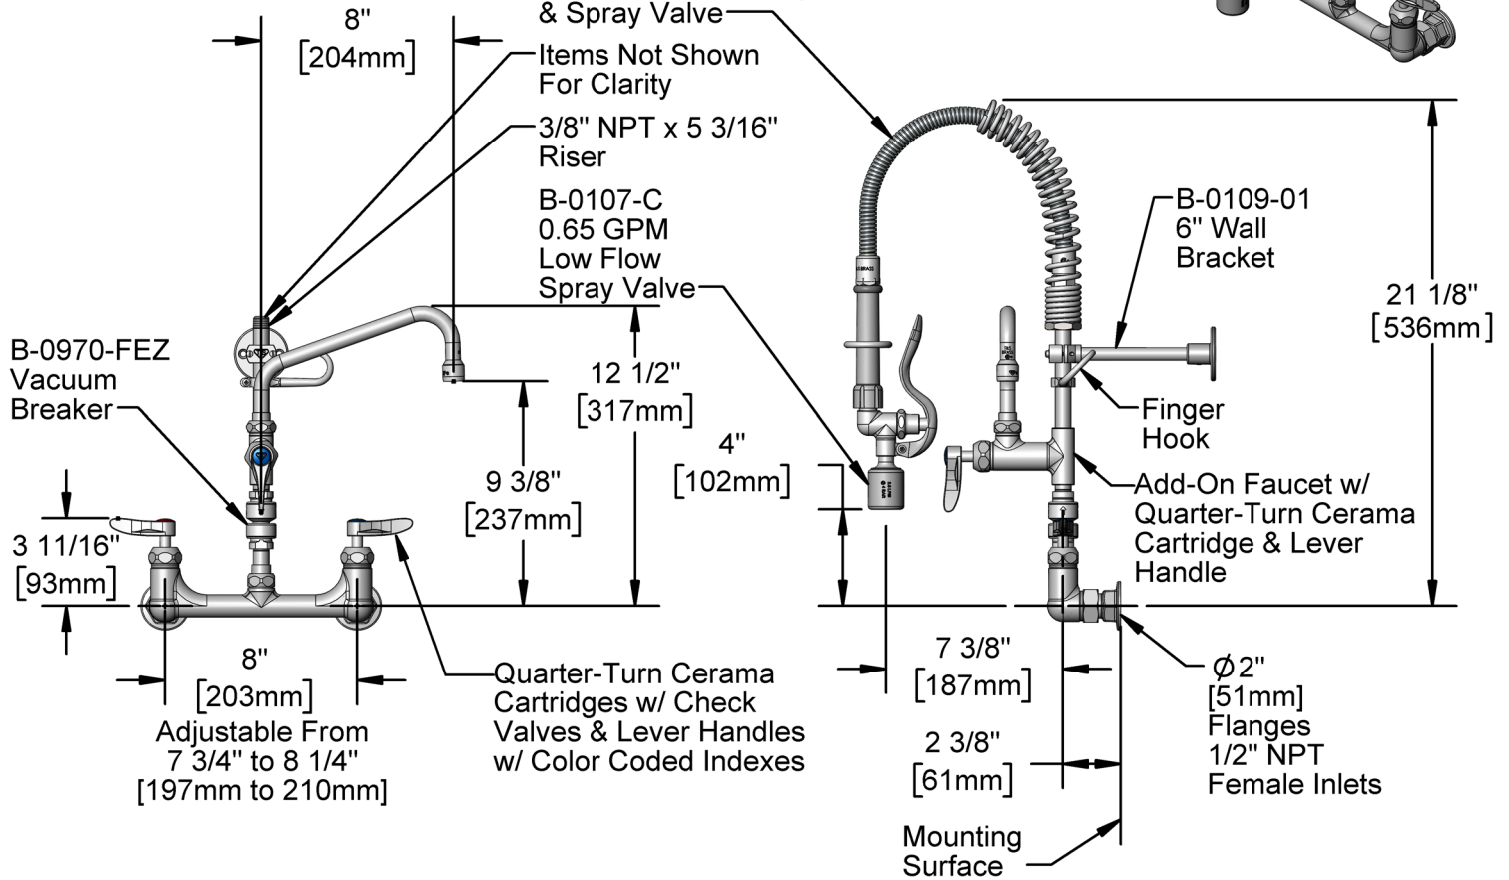 & Spray Valve
8"
[204mm]
Items Not Shown
For Clarity
3/8" NPT x 5 3/16"
Riser
B-0107-C
0.65 GPM
Low Flow
Spray Valve
B-0109-01
6" Wall
Bracket
21 1/8"
[536mm]
B-0970-FEZ
Vacuum
Breaker
12 1/2"
[317mm]
Finger
Hook
4"
[102mm]
9 3/8"
[237mm]
Add-On Faucet w/
Quarter-Turn Cerama
Cartridge & Lever
Handle
3 11/16"
[93mm]
8"
[203mm]
Adjustable From
7 3/4" to 8 1/4"
[197mm to 210mm]
Quarter-Turn Cerama
Cartridges w/ Check
Valves & Lever Handles
w/ Color Coded Indexes
7 3/8"
[187mm]
Ø2"
[51mm]
Flanges
1/2" NPT
Female Inlets
2 3/8"
[61mm]
Mounting
Surface